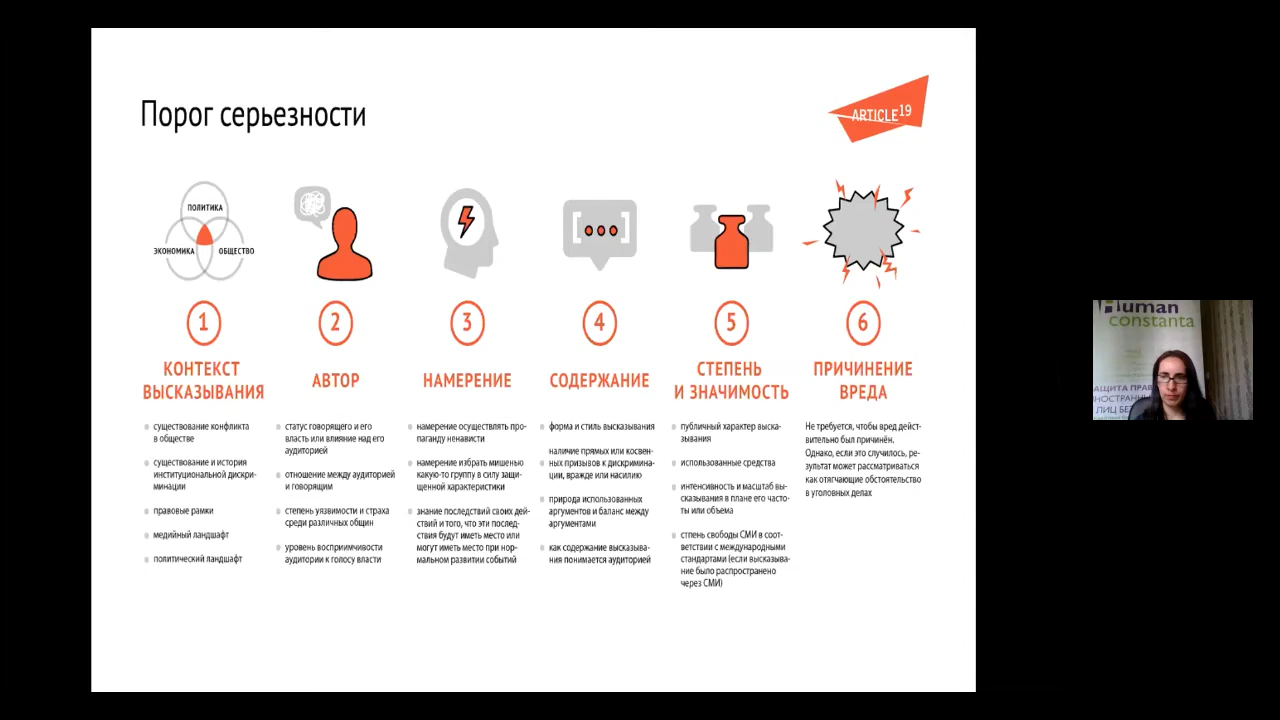 Порог серьезности
ARTICLE 19
ПОЛИТИКА
ЭКОНОМИКА
ОБЩЕСТВО
1
КОНТЕКСТ
ВЫСКАЗЫВАНИЯ
существование конфликта
в обществе
существование и история
институциональной дискри-
минации
правовые рамки
медийный ландшафт
политический ландшафт
2
АВТОР
статус говорящего и его
власть или влияние над его
аудиторией
отношение между аудиторией
и говорящим
степень уязвимости и страха
среди различных общин
уровень восприимчивости
аудитории к голосу власти
3
НАМЕРЕНИЕ
намерение осуществлять про-
паганду ненависти
намерение избрать мишенью
какую-то группу в силу защи-
щенной характеристики
знание последствий своих дей-
ствий и того, что эти послед-
ствия будут иметь место или
могут иметь место при нор-
мальном развитии событий
4
СОДЕРЖАНИЕ
форма и стиль высказывания
наличие прямых или косвен-
ных призывов к дискримина-
ции, вражде или насилию
природа использованных
аргументов и баланс между
аргументами
как содержание высказыва-
ния понимается аудиторией
5
СТЕПЕНЬ
И ЗНАЧИМОСТЬ
публичный характер выска-
зывания
использованные средства
интенсивность и масштаб вы-
сказывания в плане его часто-
ты или объема
стпень свободы СМИ в соот-
ветствии с международными
стандартами (если высказыва-
ние было распространено
через СМИ)
6
ПРИЧИНЕНИЕ
ВРЕДА
Не требуется, чтобы вред дейст-
вительно был причинён.
Однако, если это случилось, ре-
зультат может рассматриваться
как отягчающие обстоятельство
в уголовных делах
Human
constanta
АЩИТА ПРАВ
НОСТРАННЫ
ЛИЦ БЕ